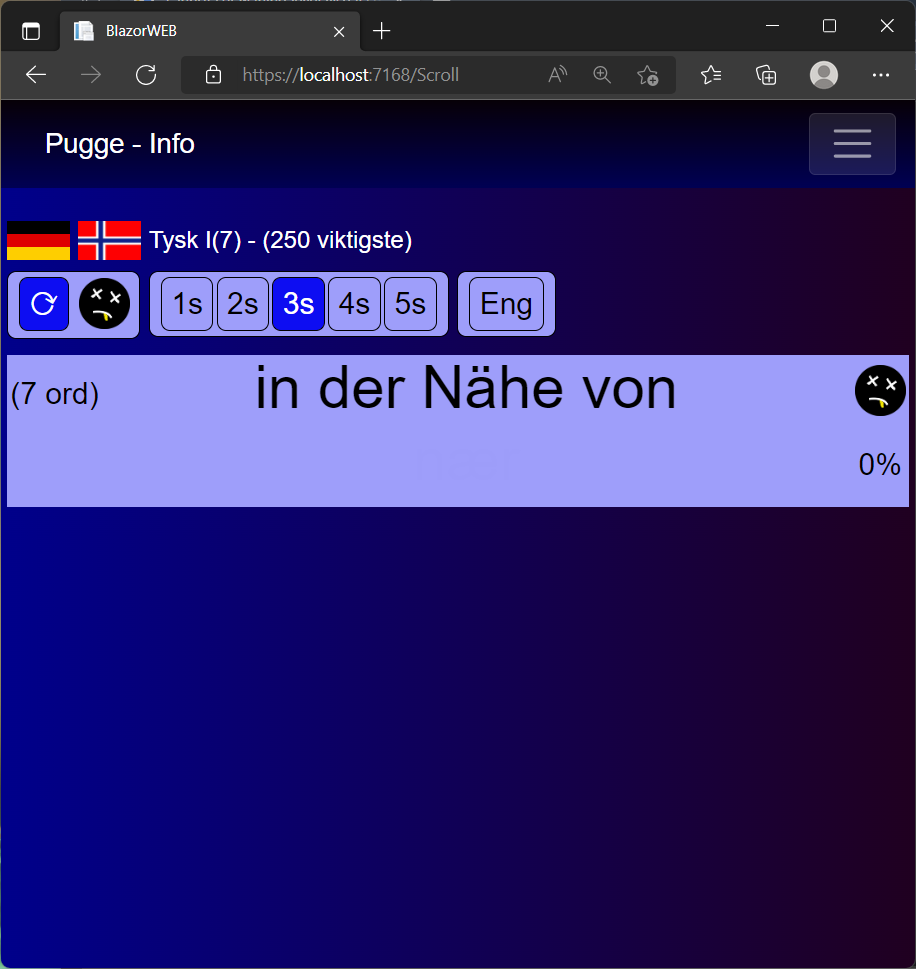 BlazorWEB
https://localhost:7168/Scroll
Pugge - Info
Tysk I(7) - (250 viktigste)
1s 2s 3s 4s 5s Eng
(7 ord) in der Nähe von
0%